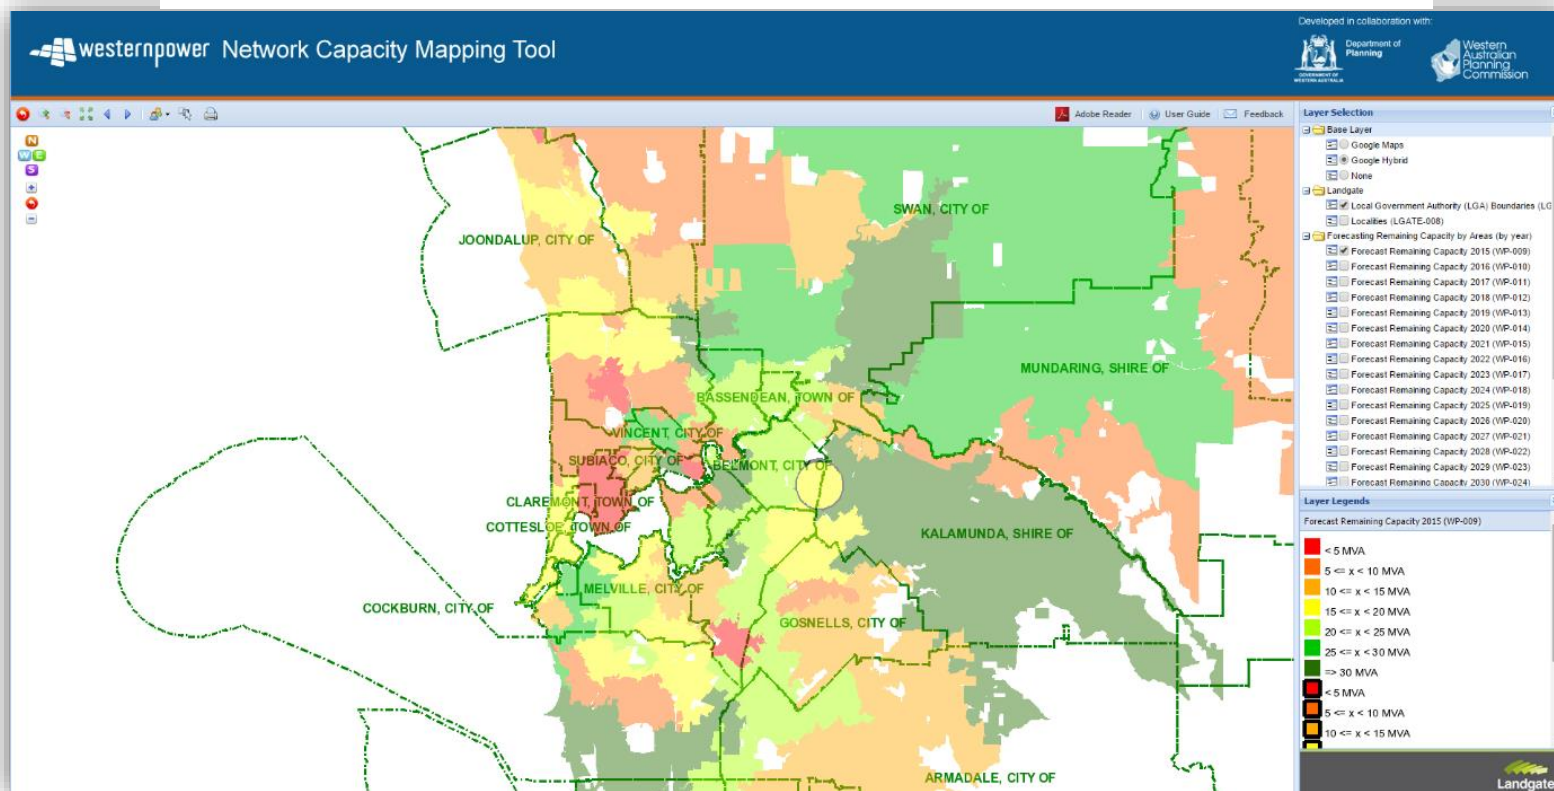 Developed in collaboration with:
westernpower Network Capacity Mapping Tool
Department of
Planning
GOVERNMENT OF
WESTERN AUSTRALIA
Western
Australian
Planning
Commission
Adobe Reader
User Guide
Feedback
N
W E
S
SWAN, CITY OF
JOONDALUP, CITY OF
MUNDARING, SHIRE OF
BASSENDEAN, TOWN OF
VINCENT, CITY OF
SUBIACO, CITY OF
BELMONT, CITY OF
CLAREMONT, TOWN OF
COTTESLOE, TOWN OF
KALAMUNDA, SHIRE OF
MELVILLE, CITY OF
COCKBURN, CITY OF
GOSNELLS, CITY OF
ARMADALE, CITY OF
Layer Selection
Base Layer
Google Maps
Google Hybrid
None
Landgate
Local Government Authority (LGA) Boundaries (LG
Localities (LGATE-008)
Forecasting Remaining Capacity by Areas (by year)
Forecast Remaining Capacity 2015 (WP-009)
Forecast Remaining Capacity 2016 (WP-010)
Forecast Remaining Capacity 2017 (WP-011)
Forecast Remaining Capacity 2018 (WP-012)
Forecast Remaining Capacity 2019 (WP-013)
Forecast Remaining Capacity 2020 (WP-014)
Forecast Remaining Capacity 2021 (WP-015)
Forecast Remaining Capacity 2022 (WP-016)
Forecast Remaining Capacity 2023 (WP-017)
Forecast Remaining Capacity 2024 (WP-018)
Forecast Remaining Capacity 2025 (WP-019)
Forecast Remaining Capacity 2026 (WP-020)
Forecast Remaining Capacity 2027 (WP-021)
Forecast Remaining Capacity 2028 (WP-022)
Forecast Remaining Capacity 2029 (WP-023)
Forecast Remaining Capacity 2030 (WP-024)
Layer Legends
Forecast Remaining Capacity 2015 (WP-009)
< 5 MVA
5 <= x < 10 MVA
10 <= x < 15 MVA
15 <= x < 20 MVA
20 <= x < 25 MVA
25 <= x < 30 MVA
=> 30 MVA
< 5 MVA
5 <= x < 10 MVA
10 <= x < 15 MVA
Landgate